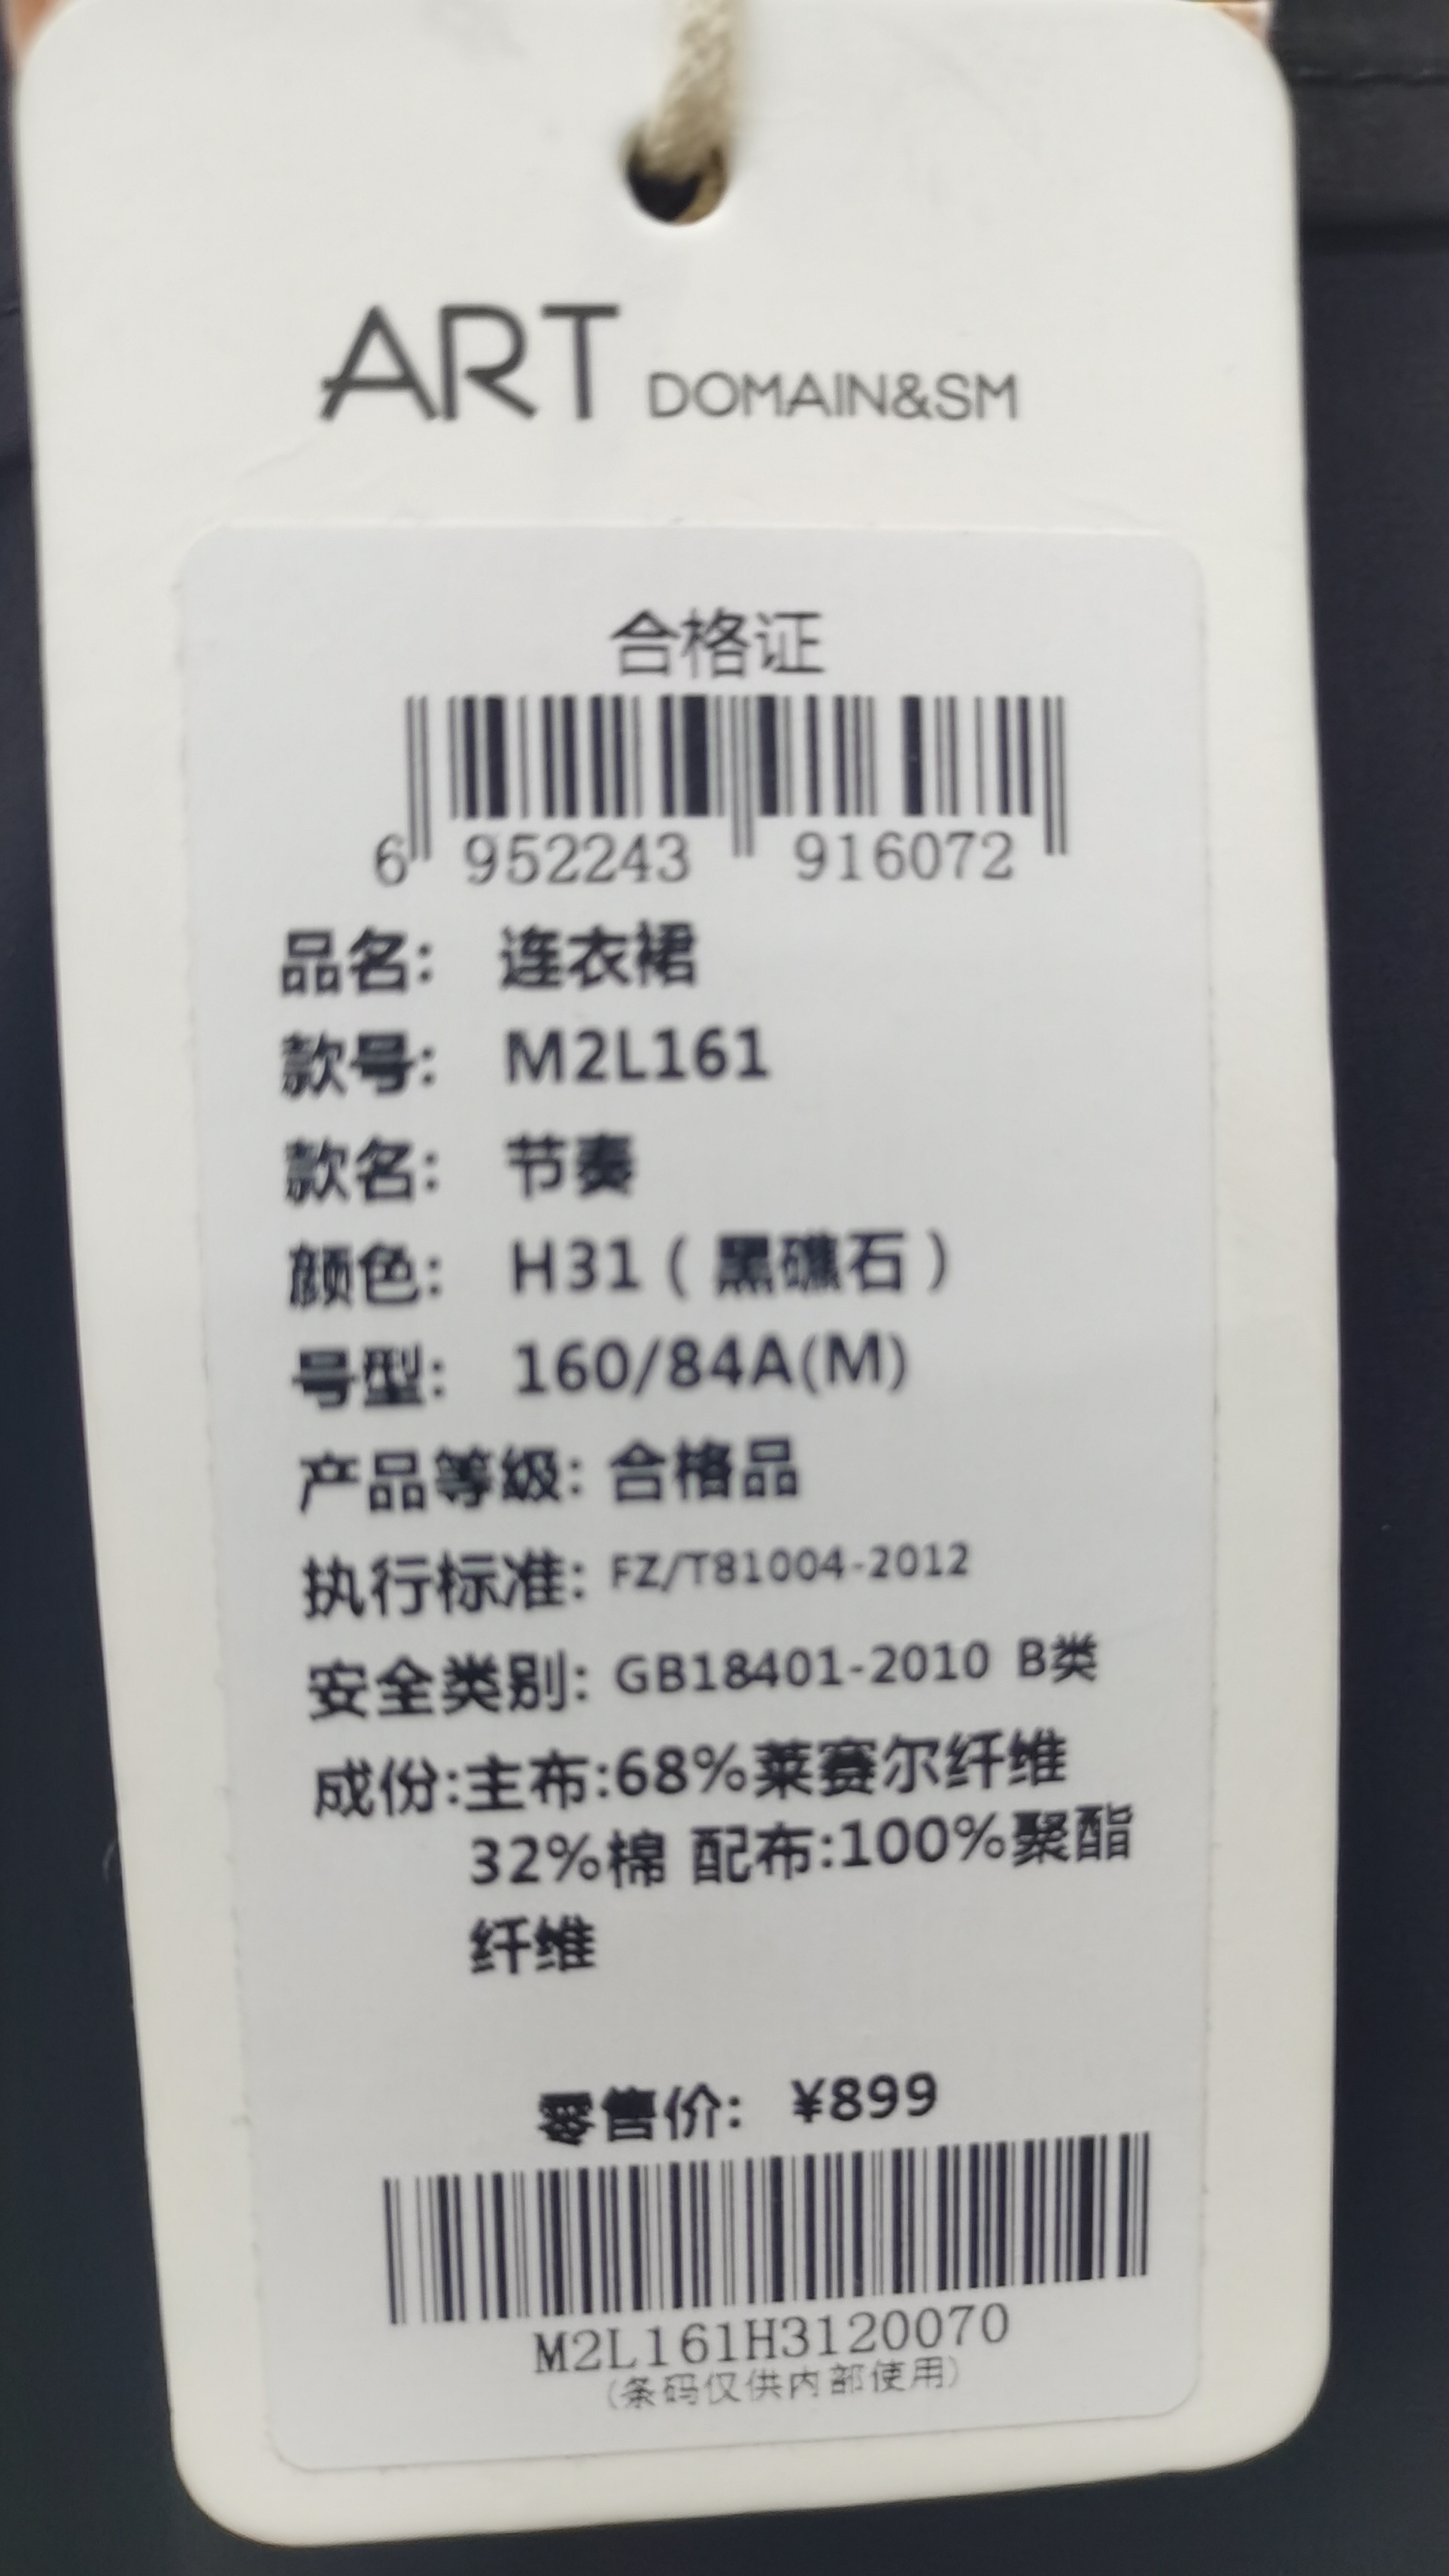 ART DOMAIN&SM
合格证
6 952243 916072
品名: 连衣裙
款号: M2L161
款名: 节奏
颜色: H31（黑礁石）
号型: 160/84A(M)
产品等级: 合格品
执行标准: FZ/T81004-2012
安全类别: GB18401-2010 B类
成份:主布:68%莱赛尔纤维
32%棉 配布:100%聚酯
纤维
零售价: ¥899
M2L161H3120070
(条码仅供内部使用)